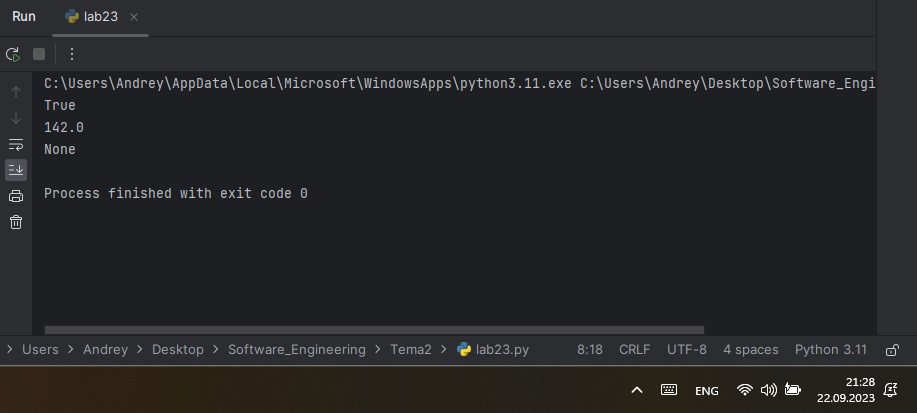 Run lab23
C:\Users\Andrey\AppData\Local\Microsoft\WindowsApps\python3.11.exe C:\Users\Andrey\Desktop\Software_Engi
True
142.0
None
Process finished with exit code 0
Users Andrey Desktop Software_Engineering Tema2 lab23.py 8:18 CRLF UTF-8 4 spaces Python 3.11
ENG 21:28
22.09.2023